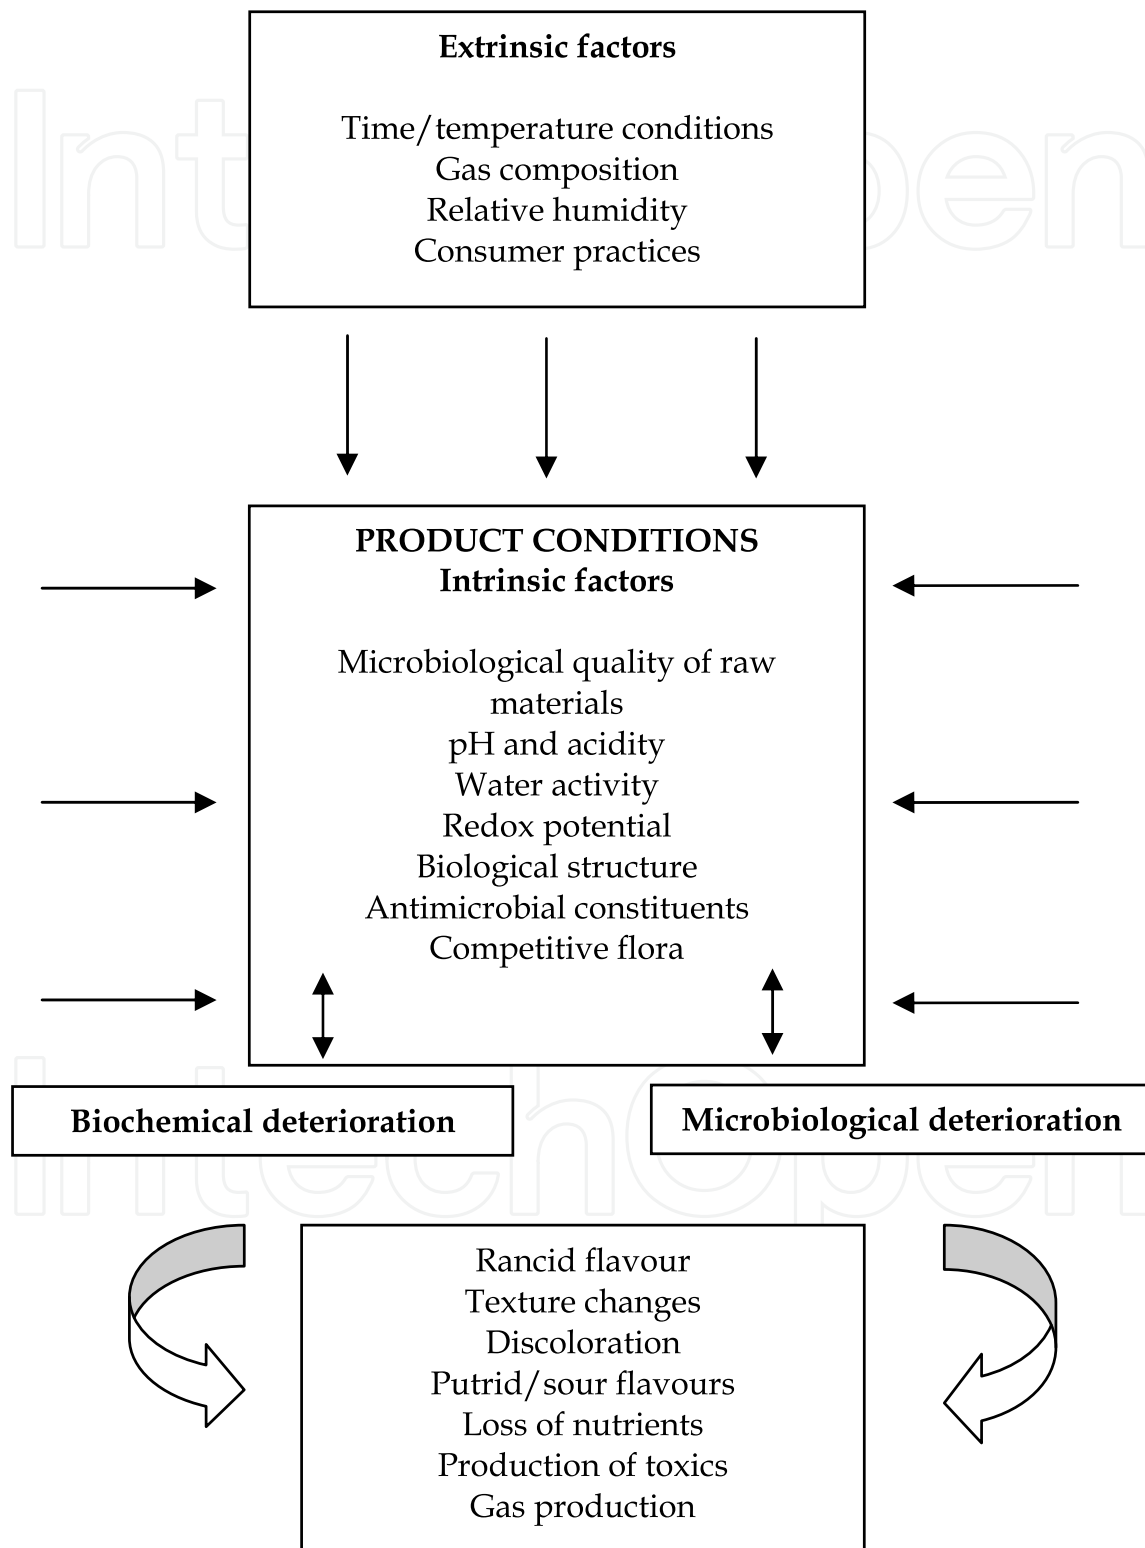 Extrinsic factors
Time/temperature conditions
Gas composition
Relative humidity
Consumer practices
PRODUCT CONDITIONS
Intrinsic factors
Microbiological quality of raw
materials
pH and acidity
Water activity
Redox potential
Biological structure
Antimicrobial constituents
Competitive flora
Biochemical deterioration
Microbiological deterioration
IntechOpen
Rancid flavour
Texture changes
Discoloration
Putrid/sour flavours
Loss of nutrients
Production of toxics
Gas production